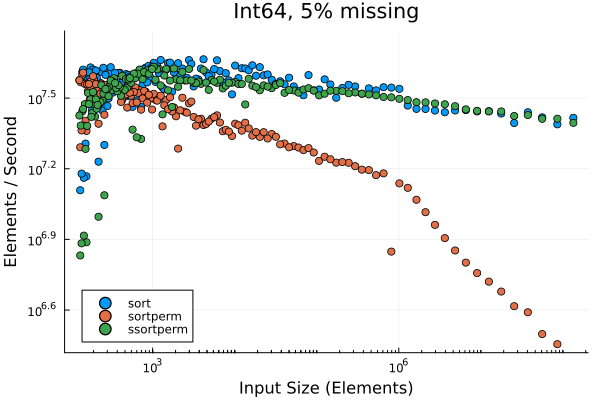 Int64, 5% missing
Elements / Second
10^7.5
10^7.2
10^6.9
10^6.6
sort
sortperm
ssortperm
10^3
10^6
Input Size (Elements)